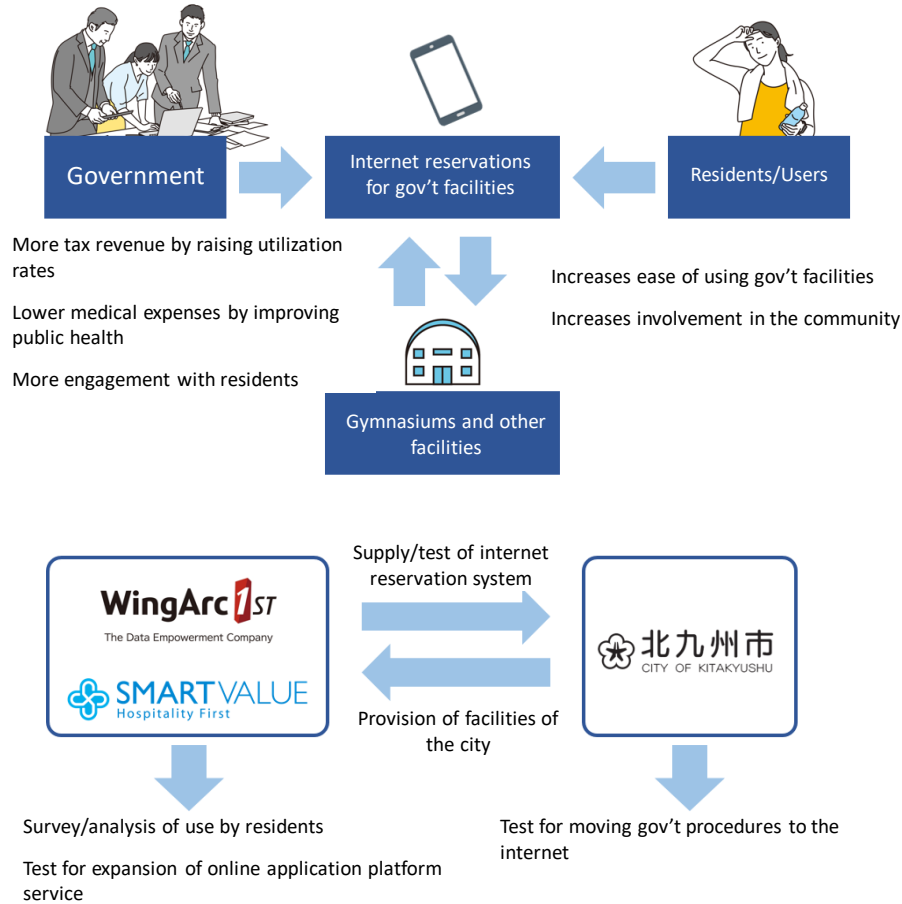 Government
Internet reservations
for gov't facilities
Residents/Users
More tax revenue by raising utilization
rates
Lower medical expenses by improving
public health
More engagement with residents
Increases ease of using gov't facilities
Increases involvement in the community
Gymnasiums and other
facilities
Supply/test of internet
reservation system
WingArc1ST
The Data Empowerment Company
SMARTVALUE
Hospitality First
北九州市
CITY OF KITAKYUSHU
Provision of facilities of
the city
Survey/analysis of use by residents
Test for expansion of online application platform
service
Test for moving gov't procedures to the
internet